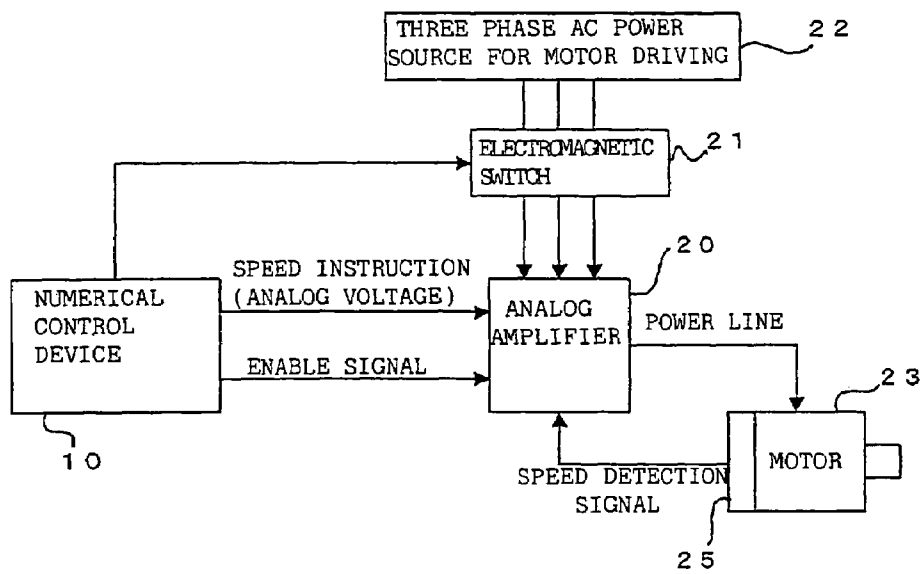 THREE PHASE AC POWER
SOURCE FOR MOTOR DRIVING
22
ELECTROMAGNETIC
SWITCH
21
20
SPEED INSTRUCTION
(ANALOG VOLTAGE)
NUMERICAL
CONTROL
DEVICE
ANALOG
AMPLIFIER
POWER LINE
ENABLE SIGNAL
23
10
MOTOR
SPEED DETECTION
SIGNAL
25